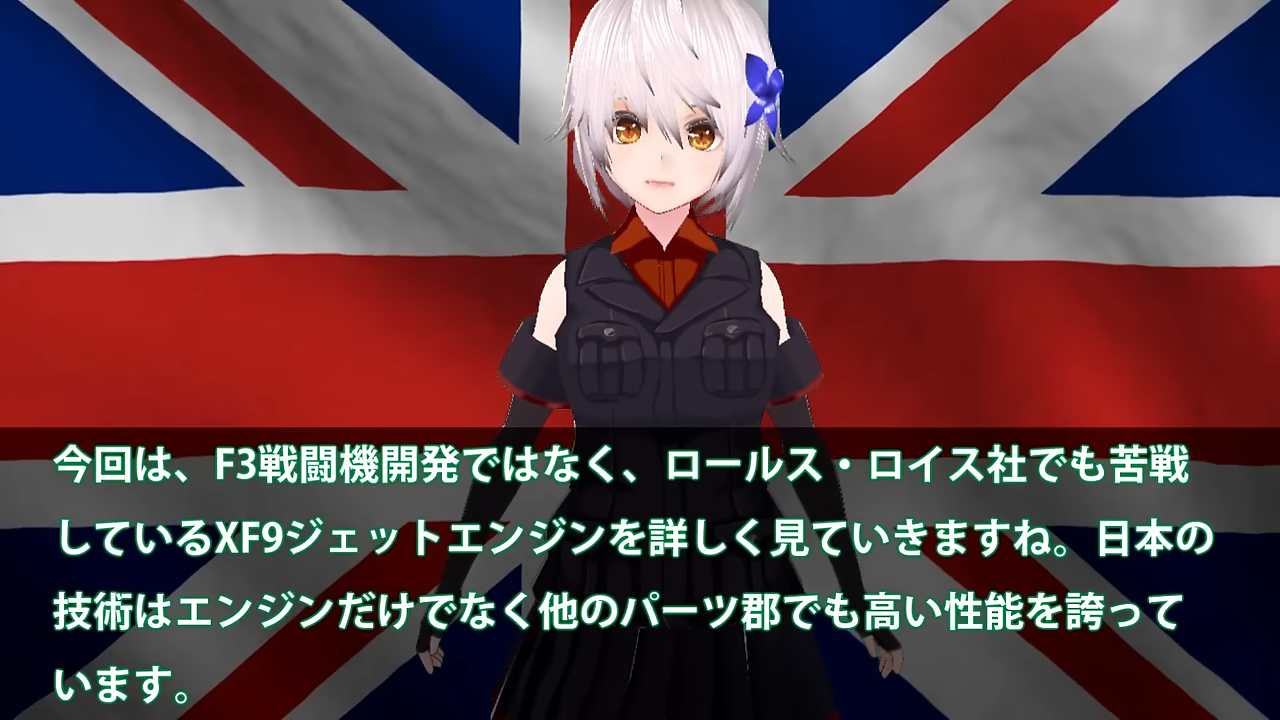 今回は、F3戦闘機開発ではなく、ロールス・ロイス社でも苦戦
しているXF9ジェットエンジンを詳しく見ていきますね。日本の
技術はエンジンだけでなく他のパーツ郡でも高い性能を誇って
います。